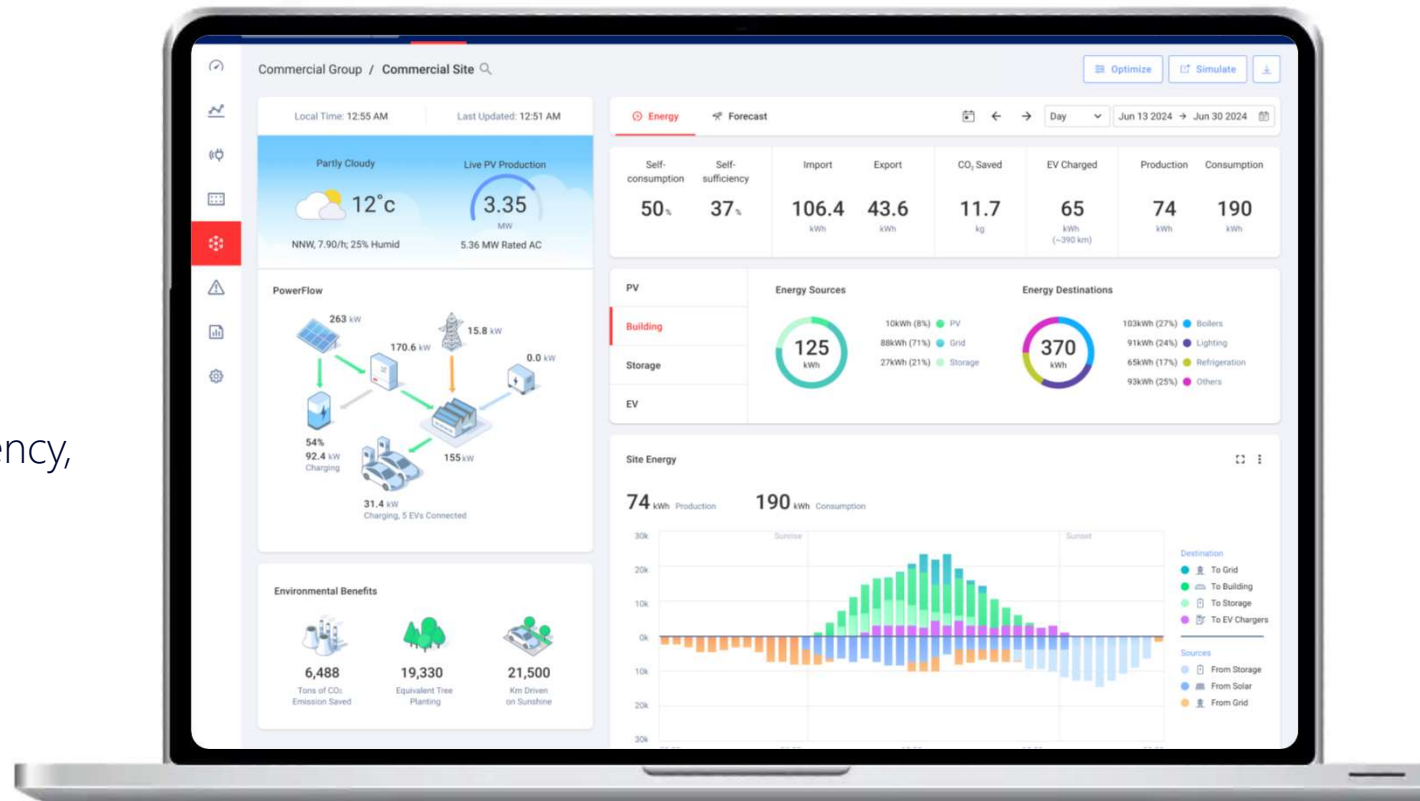 ency,
Commercial Group / Commercial Site
Optimize
Simulate
Local Time: 12:55 AM
Last Updated: 12:51 AM
Partly Cloudy
12°c
NNW, 7.90/h; 25% Humid
Live PV Production
3.35
MW
5.36 MW Rated AC
PowerFlow
263 kW
170.6 kW
15.8 kW
0.0 kW
54%
92.4 kW
Charging
155 kW
31.4 kW
Charging, 5 EVs Connected
Environmental Benefits
6,488
Tons of CO₂
Emission Saved
19,330
Equivalent Tree
Planting
21,500
Km Driven
on Sunshine
Energy
Forecast
Day
Jun 13 2024 → Jun 30 2024
Self-
consumption
50 %
Self-
sufficiency
37 %
Import
106.4
kWh
Export
43.6
kWh
CO₂ Saved
11.7
kg
EV Charged
65
kWh
(~390 km)
Production
74
kWh
Consumption
190
kWh
PV
Building
Storage
EV
Energy Sources
125
kWh
10kWh (8%) PV
88kWh (71%) Grid
27kWh (21%) Storage
Energy Destinations
370
kWh
103kWh (27%) Boilers
91kWh (24%) Lighting
65kWh (17%) Refrigeration
93kWh (25%) Others
Site Energy
74 kWh Production
190 kWh Consumption
30k
20k
10k
0k
10k
20k
30k
Sunrise
Sunset
Destination
To Grid
To Building
To Storage
To EV Chargers
Sources
From Storage
From Solar
From Grid